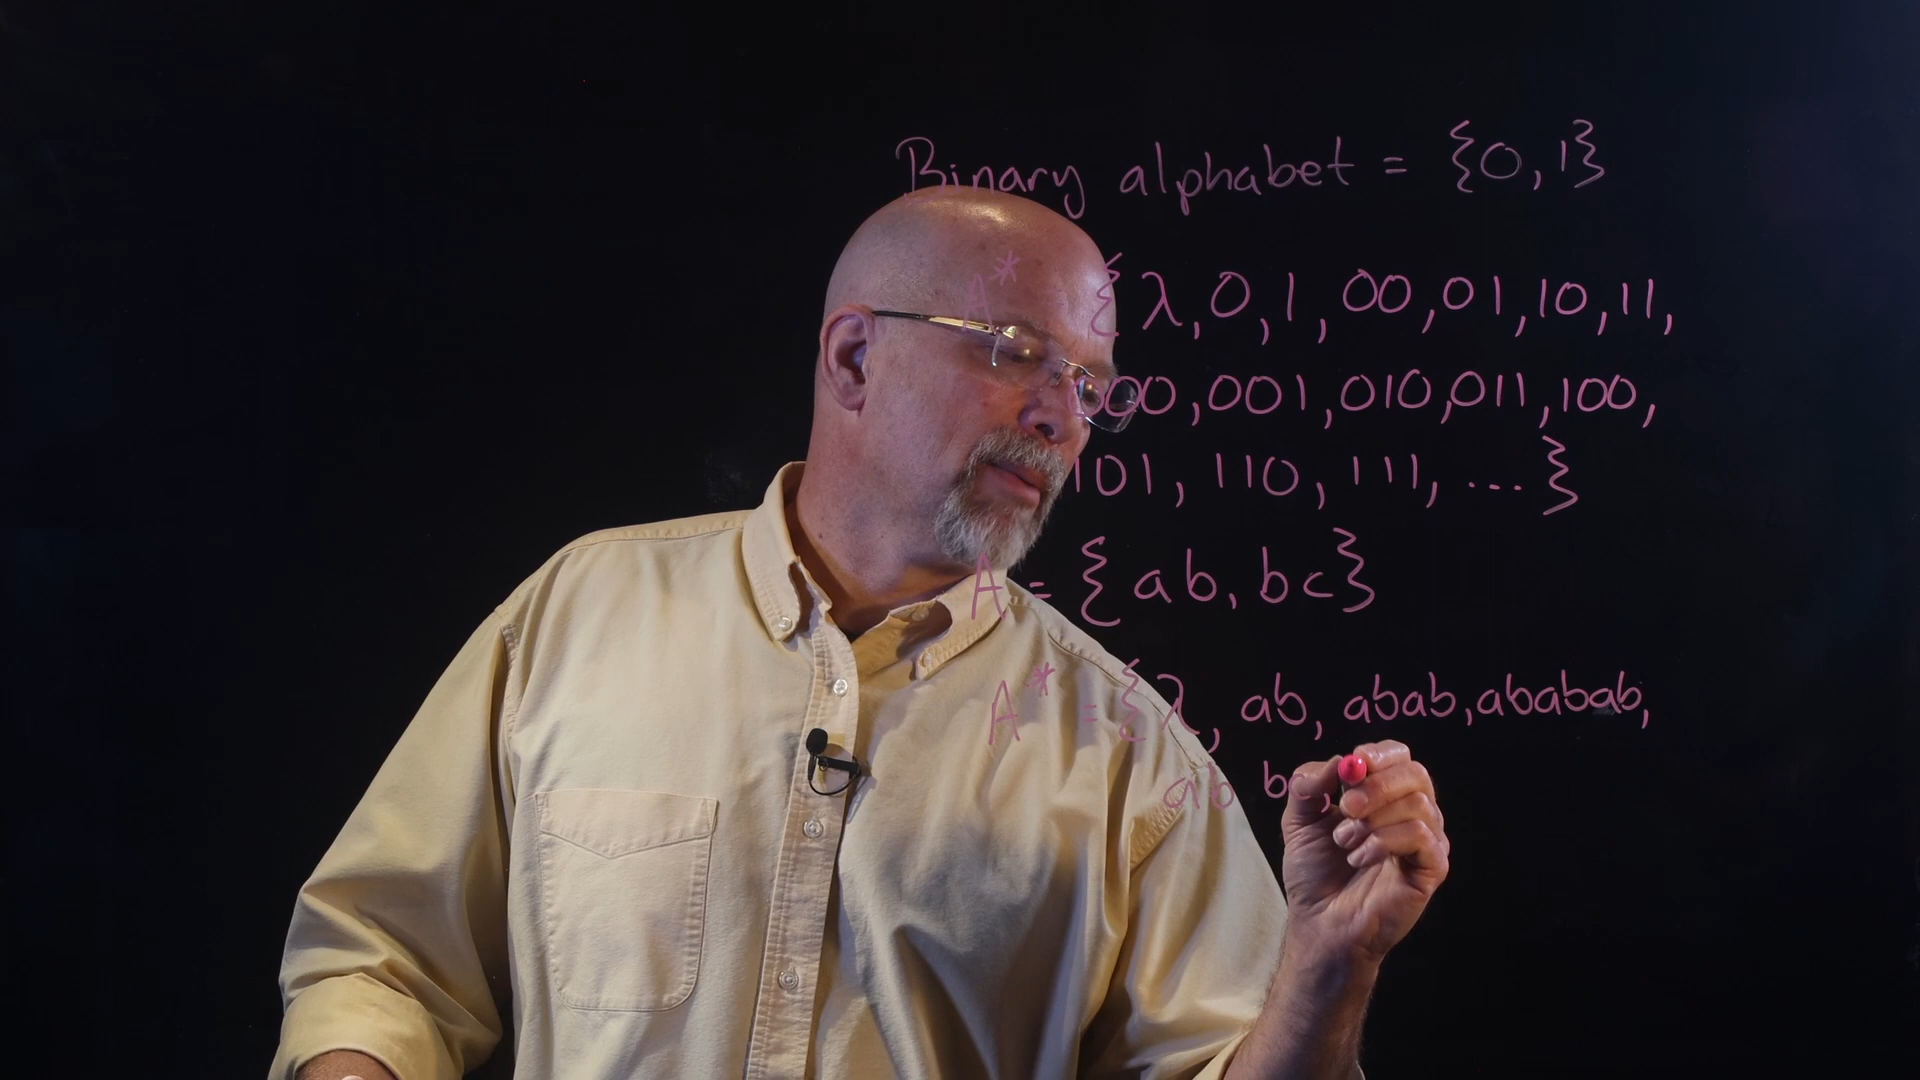 Binary alphabet = {0,1}
A* {λ,0,1,00,01,10,11,
000,001,010,011,100,
101,110,111,...}
A = {ab,bc}
A* = {λ, ab, abab,ababab,
ab bc,